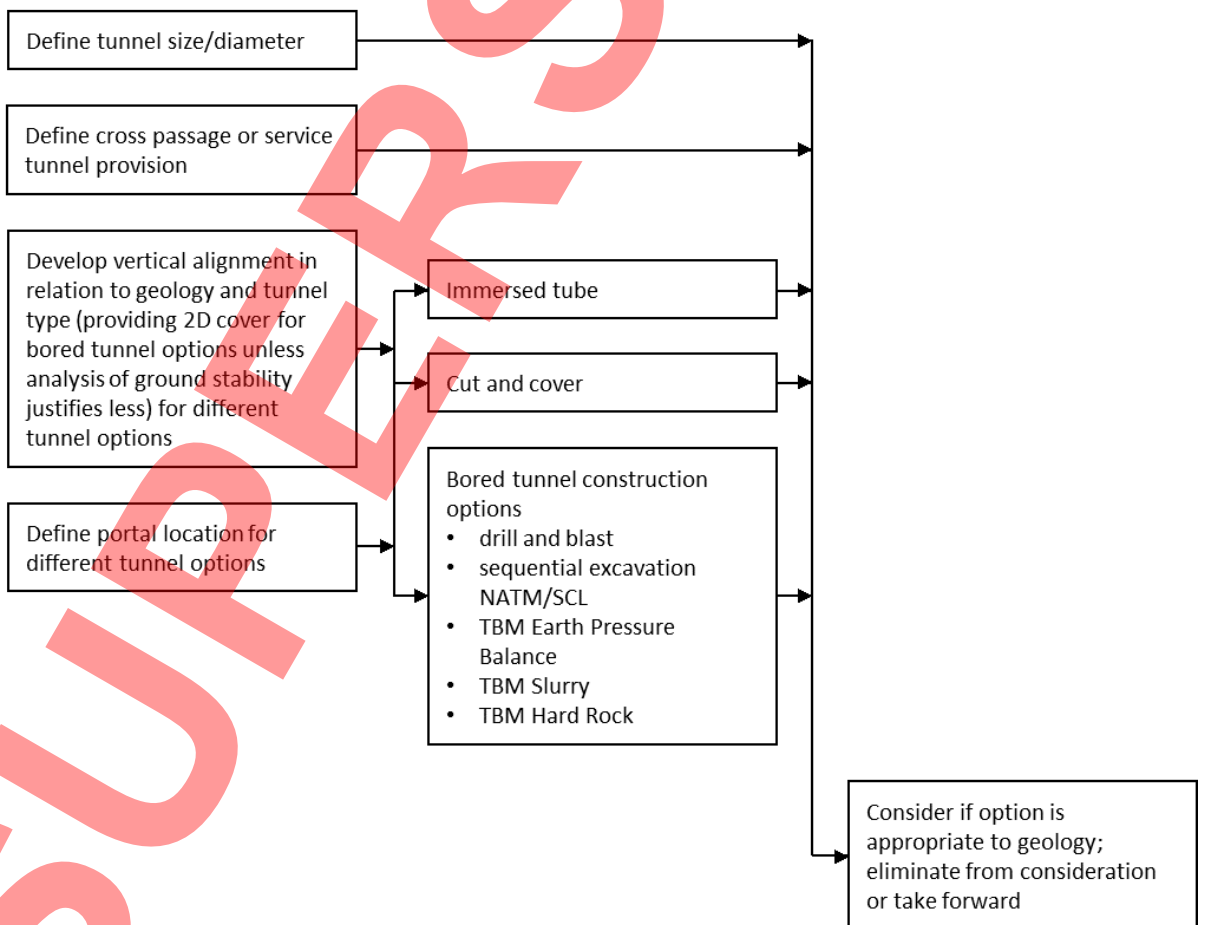 Define tunnel size/diameter
Define cross passage or service
tunnel provision
Develop vertical alignment in
relation to geology and tunnel
type (providing 2D cover for
bored tunnel options unless
analysis of ground stability
justifies less) for different
tunnel options
Define portal location for
different tunnel options
Immersed tube
Cut and cover
Bored tunnel construction
options
• drill and blast
• sequential excavation
NATM/SCL
• TBM Earth Pressure
Balance
• TBM Slurry
• TBM Hard Rock
Consider if option is
appropriate to geology;
eliminate from consideration
or take forward
SUPERS